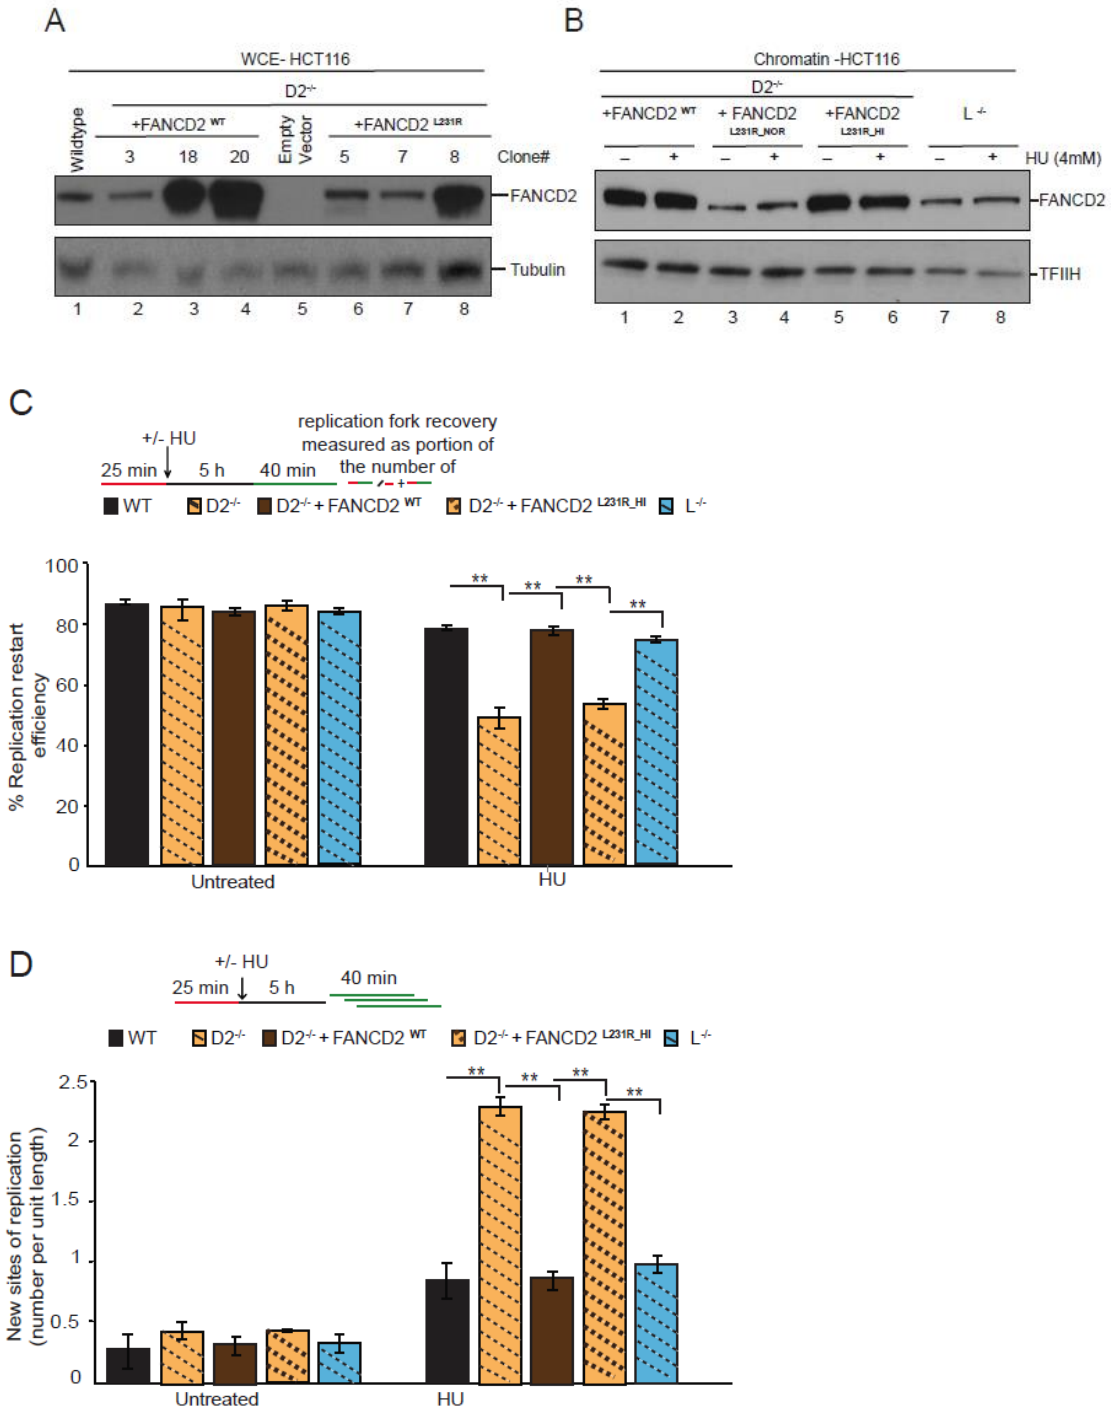 A
WCE- HCT116
D2-/-
Wildtype
+FANCD2 WT
Empty Vector
+FANCD2 L231R
3 18 20 5 7 8 Clone#
FANCD2
Tubulin
1 2 3 4 5 6 7 8
B
Chromatin -HCT116
D2-/-
+FANCD2 WT + FANCD2 +FANCD2 L -/-
L231R_NOR L231R_HI
– + – + – + – + HU (4mM)
FANCD2
TFIIH
1 2 3 4 5 6 7 8
C
+/- HU
25 min 5 h 40 min
replication fork recovery
measured as portion of
the number of
/ +
WT D2-/- D2-/- + FANCD2 WT D2-/- + FANCD2 L231R_HI L-/-
% Replication restart
efficiency
100
80
60
40
20
0
** ** ** **
Untreated HU
D
+/- HU
25 min 5 h 40 min
WT D2-/- D2-/- + FANCD2 WT D2-/- + FANCD2 L231R_HI L-/-
New sites of replication
(number per unit length)
2.5
2
1.5
1
0.5
0
** ** ** **
Untreated HU